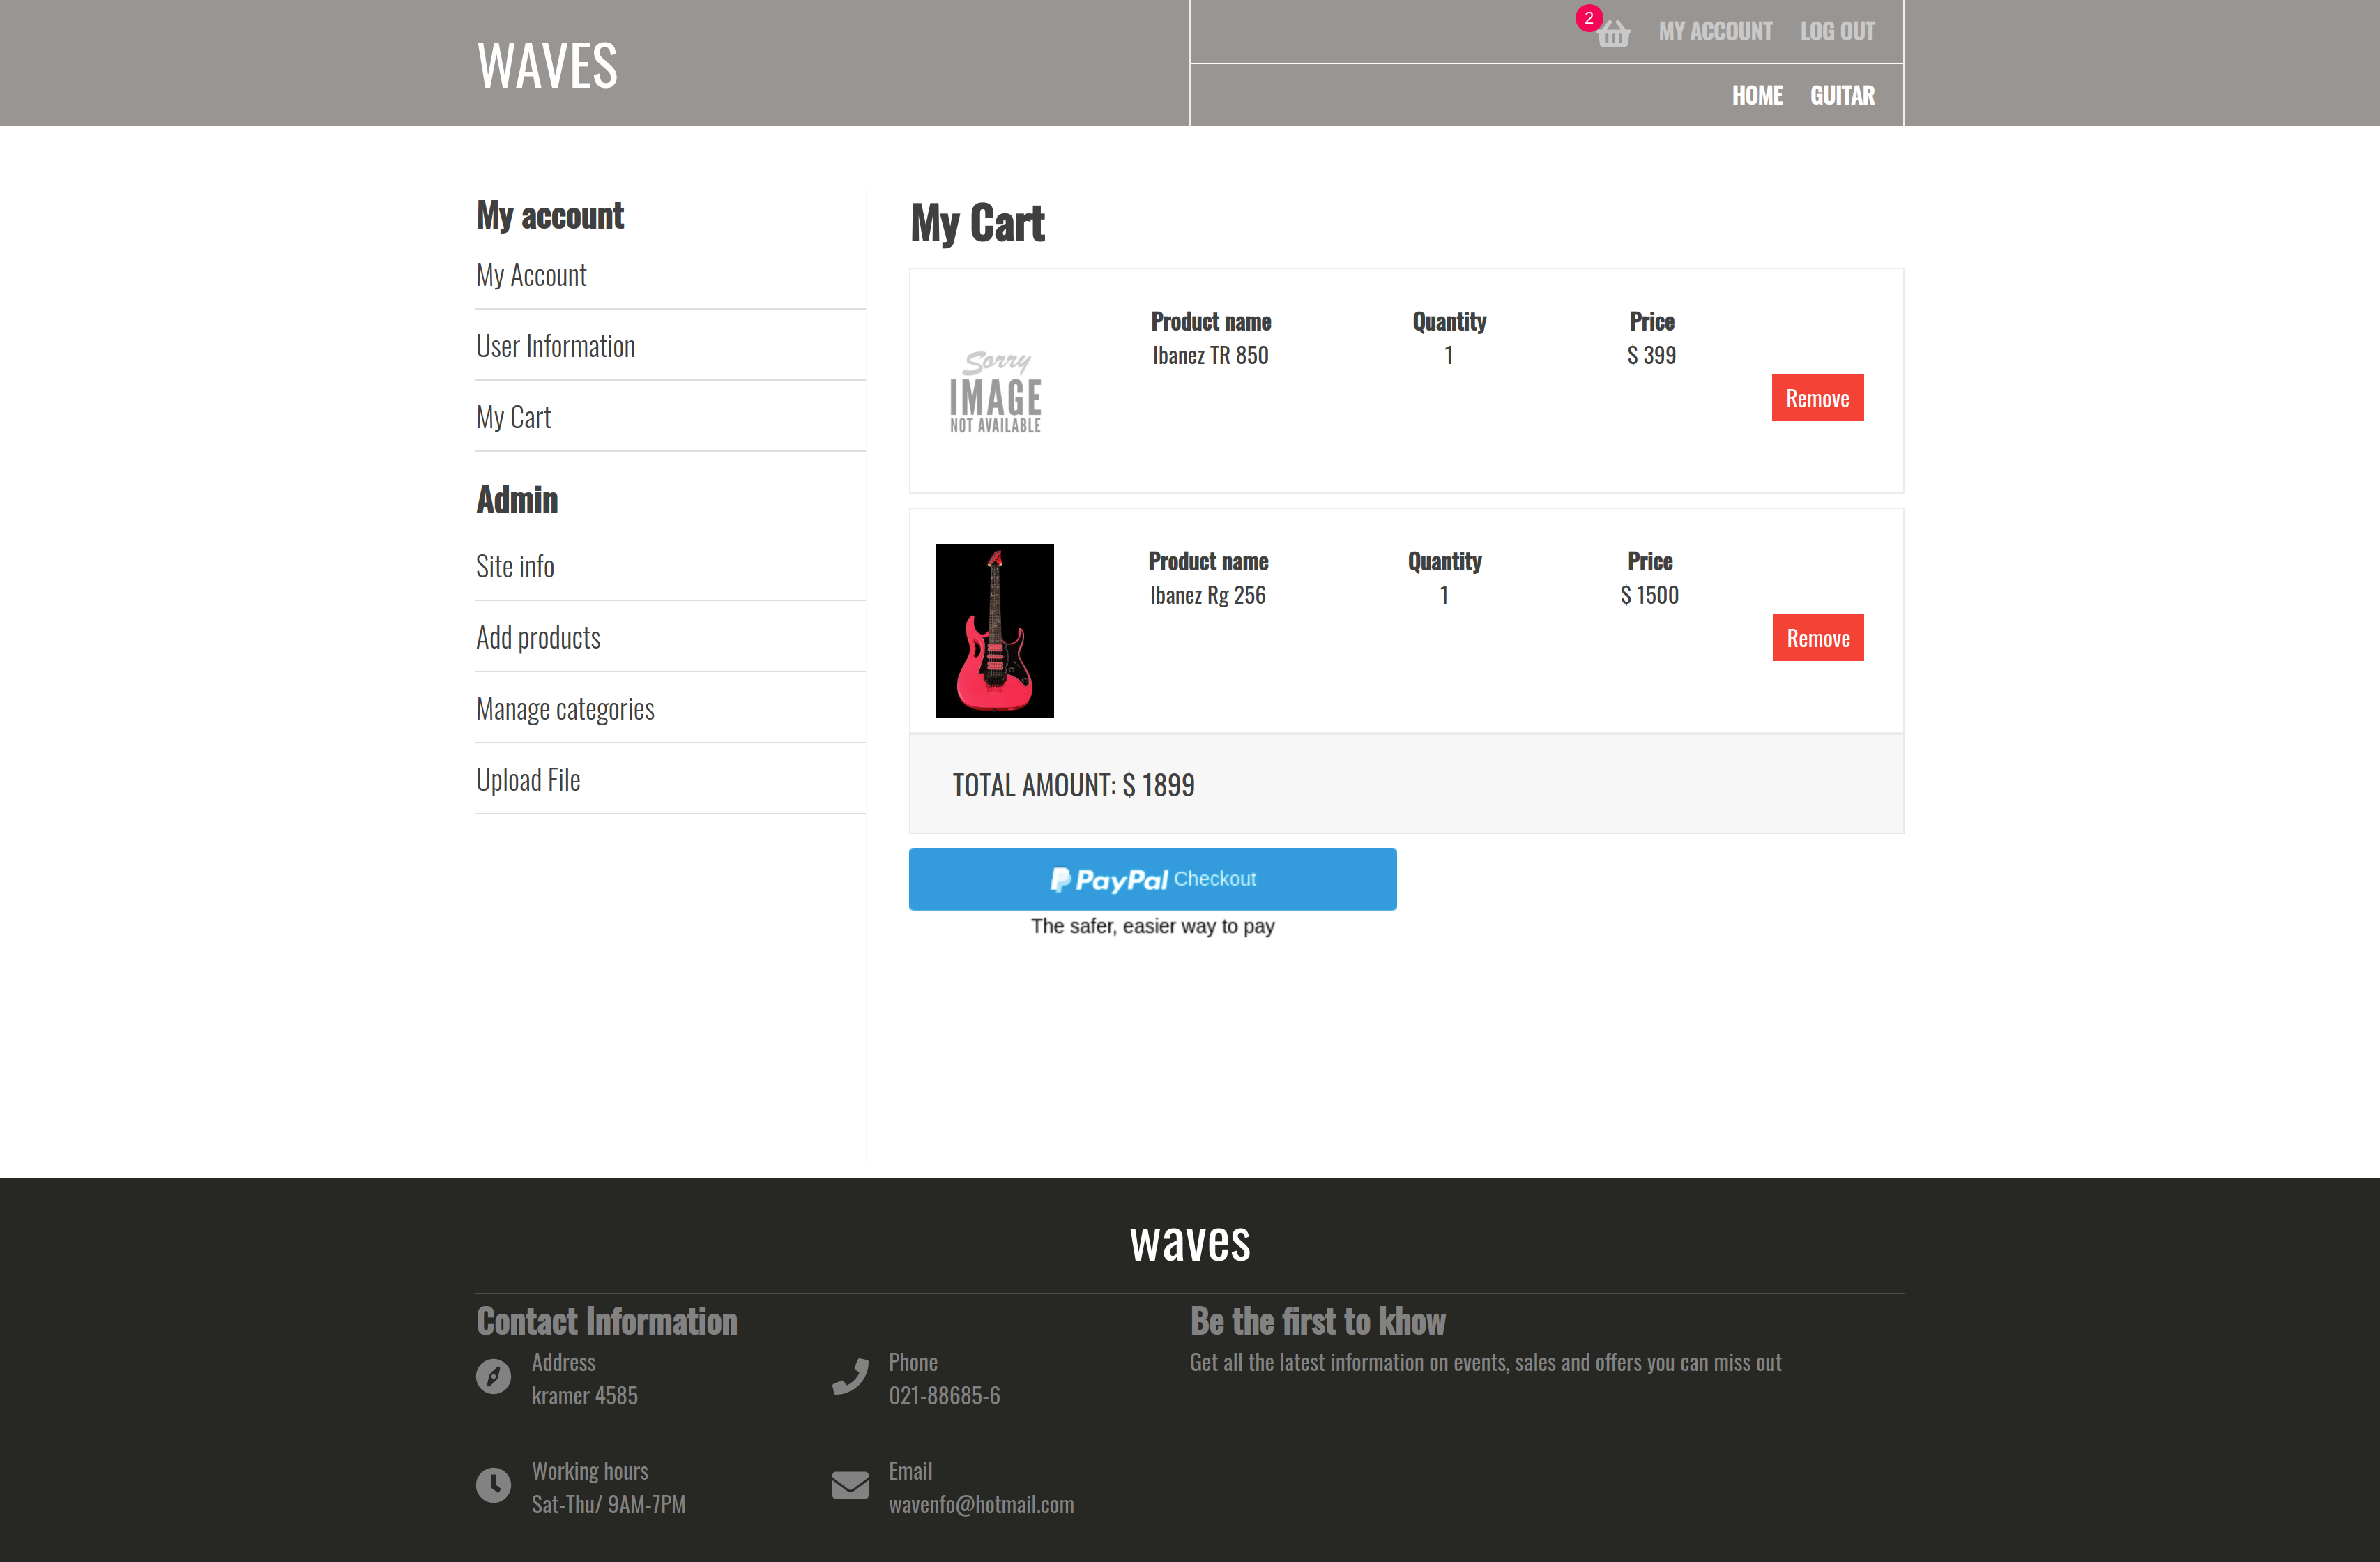 WAVES
2
MY ACCOUNT LOG OUT
HOME GUITAR
My account
My Account
User Information
My Cart
Admin
Site info
Add products
Manage categories
Upload File
My Cart
Sorry
IMAGE
NOT AVAILABLE
Product name Quantity Price
Ibanez TR 850 1 $ 399
Remove
Product name Quantity Price
Ibanez Rg 256 1 $ 1500
Remove
TOTAL AMOUNT: $ 1899
PayPal Checkout
The safer, easier way to pay
waves
Contact Information
Address
kramer 4585
Phone
021-88685-6
Working hours
Sat-Thu/ 9AM-7PM
Email
wavenfo@hotmail.com
Be the first to khow
Get all the latest information on events, sales and offers you can miss out